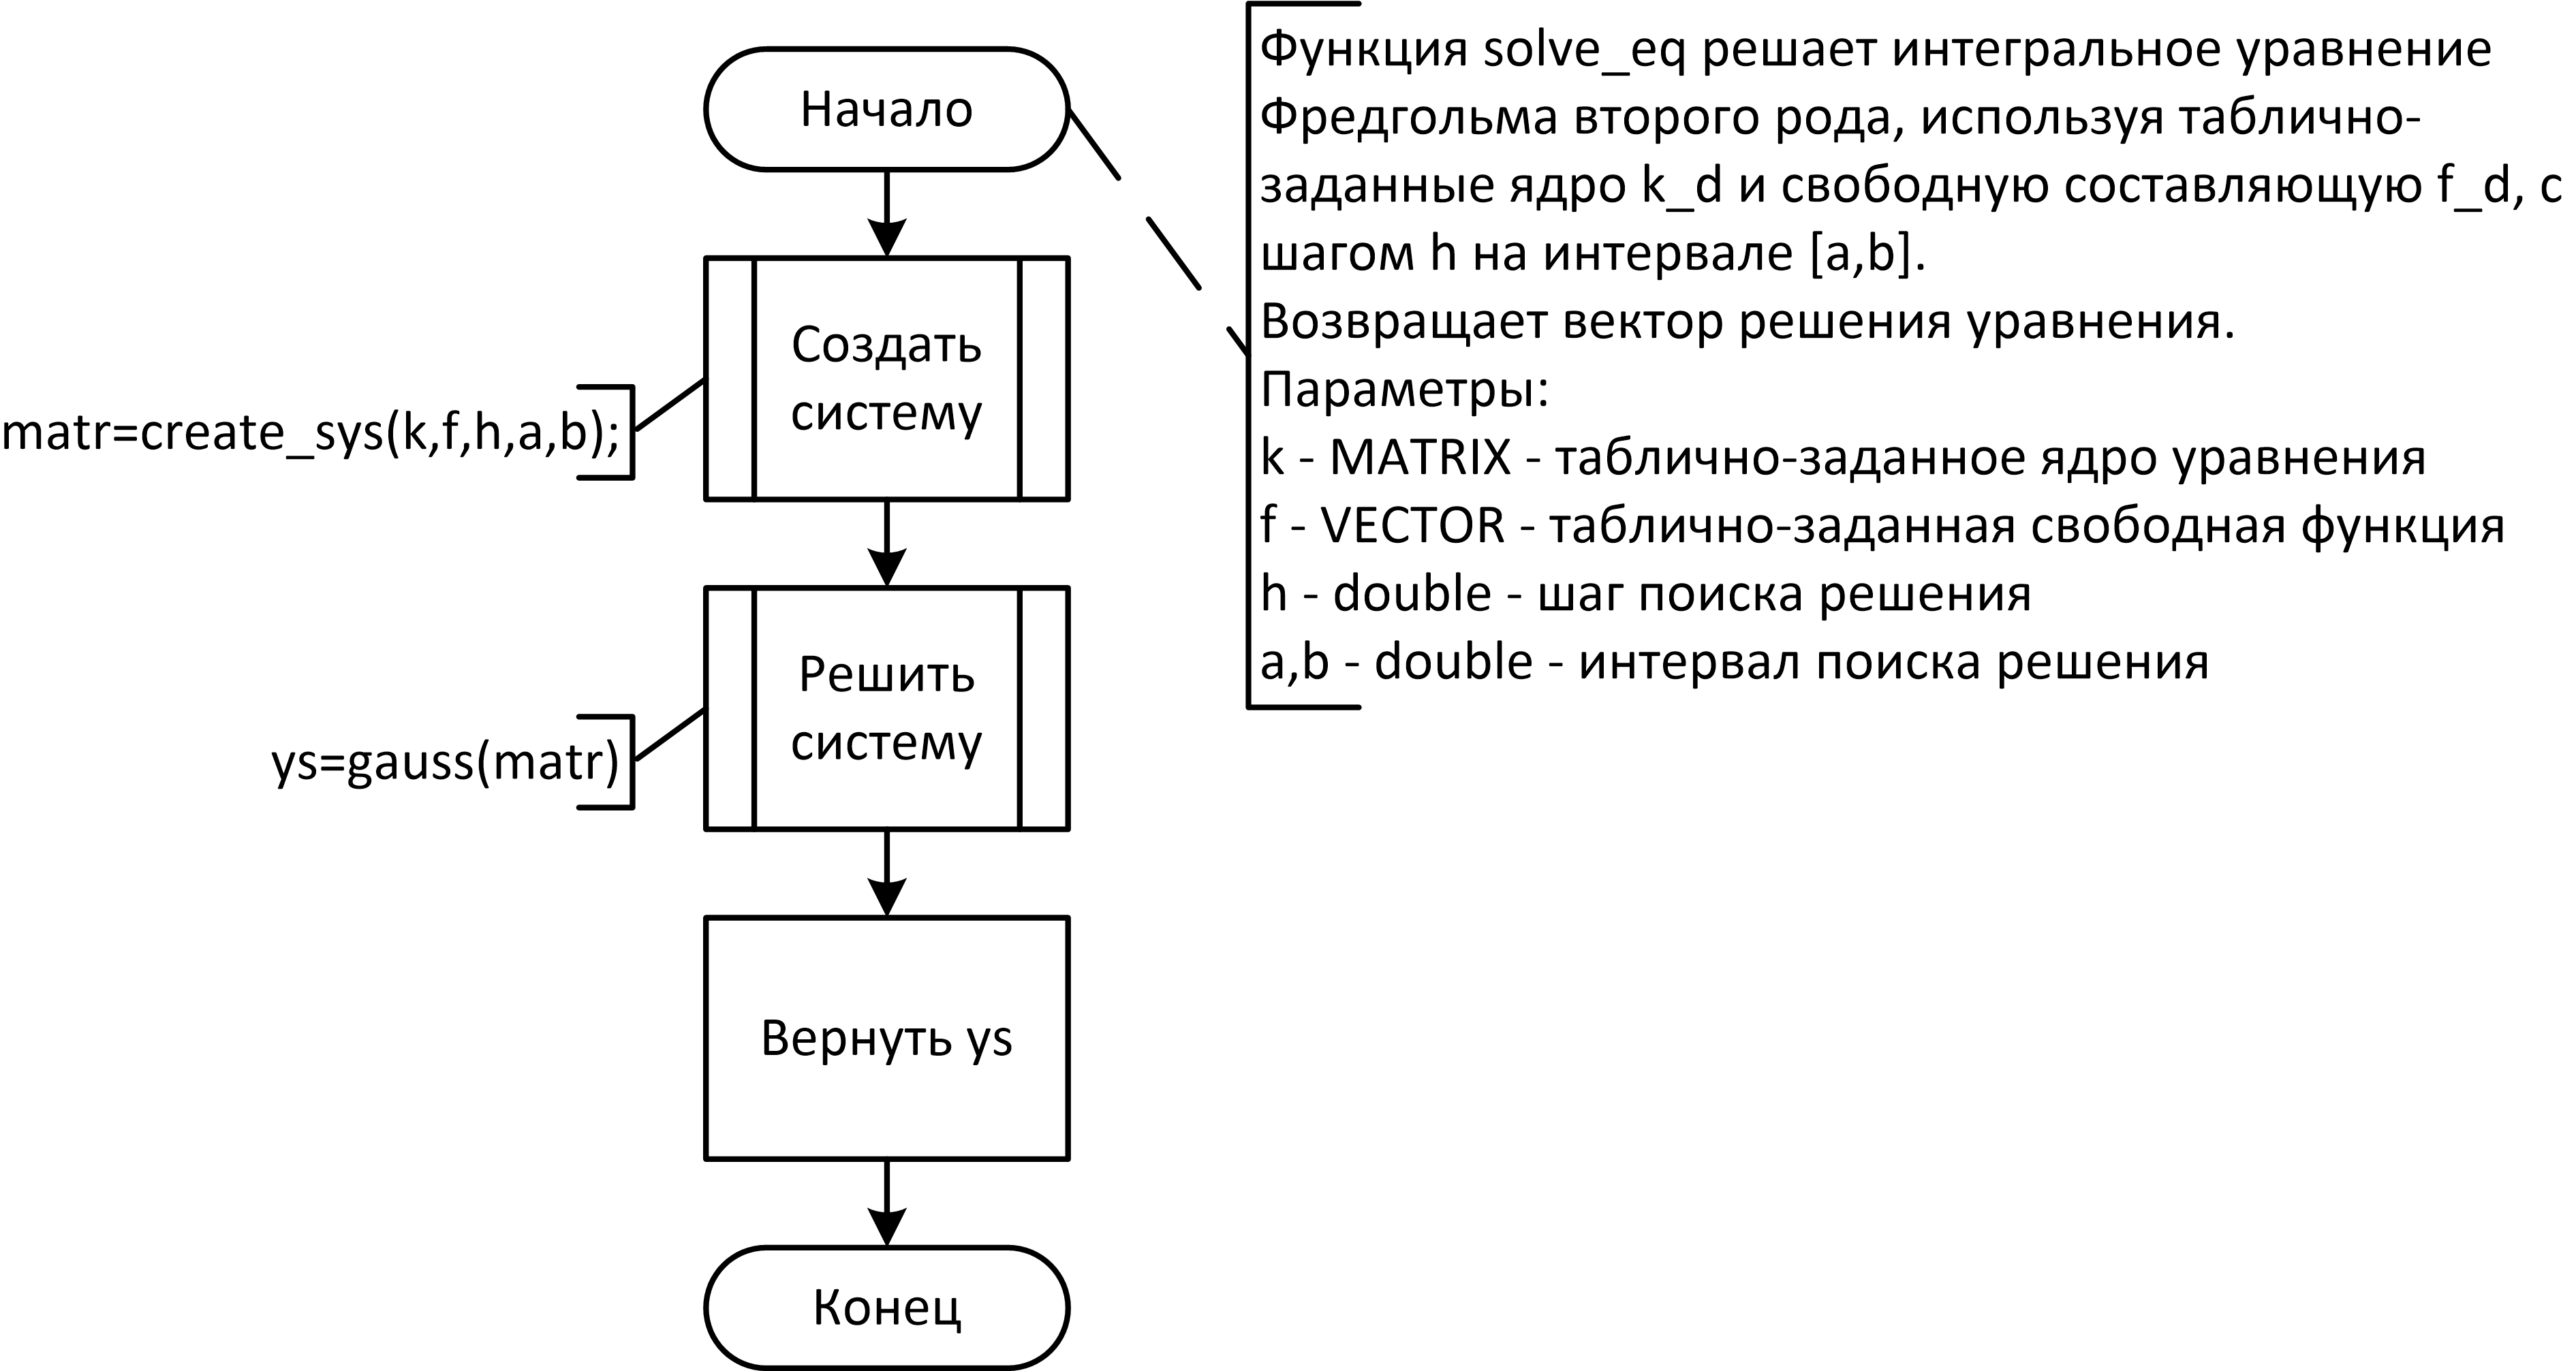 Начало
Функция solve_eq решает интегральное уравнение
Фредгольма второго рода, используя таблично-
заданные ядро k_d и свободную составляющую f_d, с
шагом h на интервале [a,b].
Возвращает вектор решения уравнения.
Параметры:
k - MATRIX - таблично-заданное ядро уравнения
f - VECTOR - таблично-заданная свободная функция
h - double - шаг поиска решения
a,b - double - интервал поиска решения
Создать
систему
matr=create_sys(k,f,h,a,b);
Решить
систему
ys=gauss(matr)
Вернуть ys
Конец